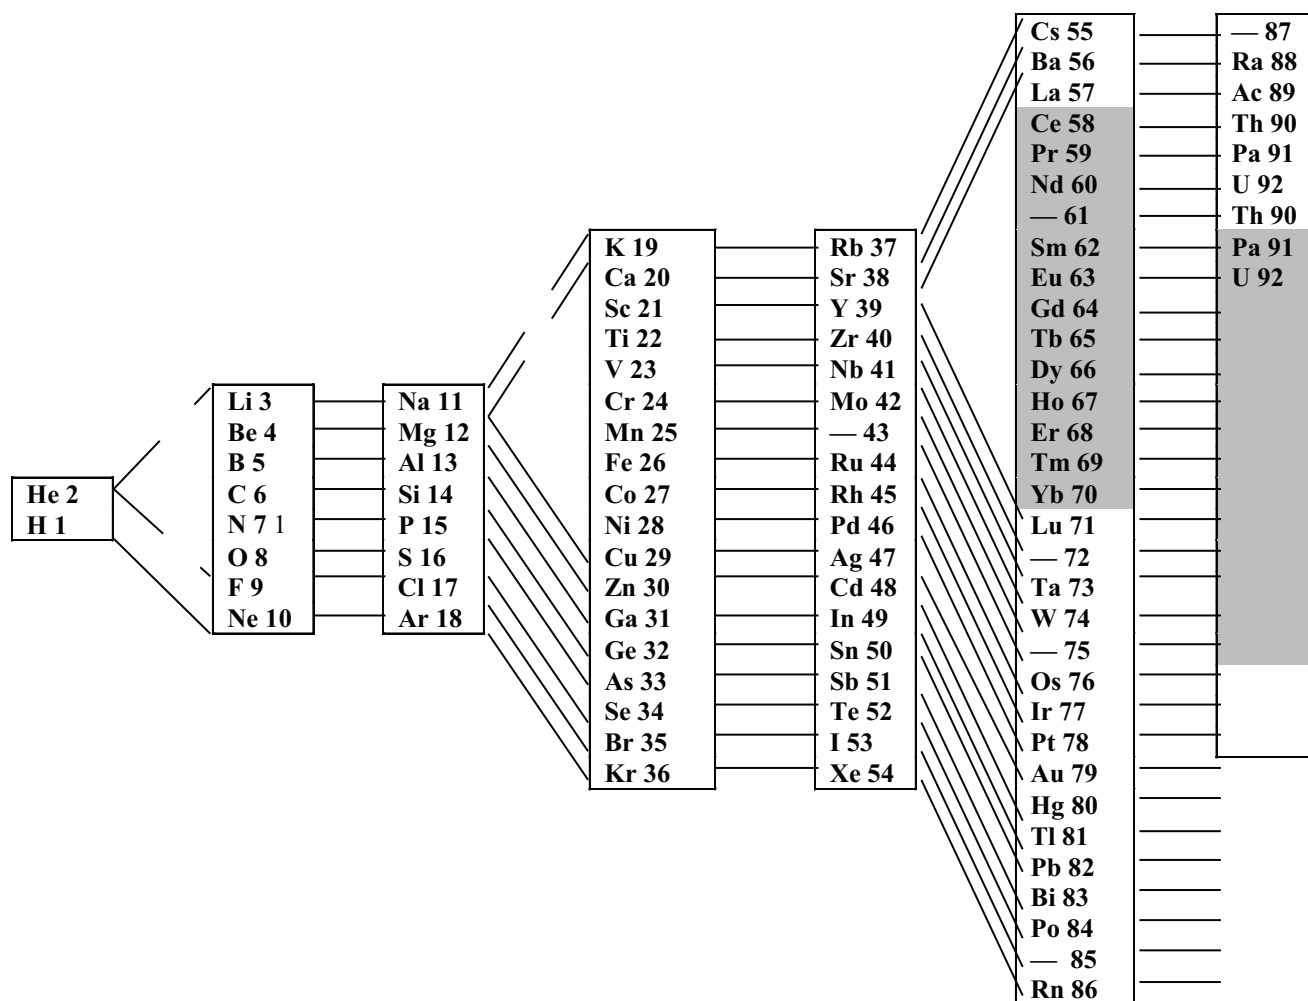 He 2
H 1
Li 3
Be 4
B 5
C 6
N 7 1
O 8
F 9
Ne 10
Na 11
Mg 12
Al 13
Si 14
P 15
S 16
Cl 17
Ar 18
K 19
Ca 20
Sc 21
Ti 22
V 23
Cr 24
Mn 25
Fe 26
Co 27
Ni 28
Cu 29
Zn 30
Ga 31
Ge 32
As 33
Se 34
Br 35
Kr 36
Rb 37
Sr 38
Y 39
Zr 40
Nb 41
Mo 42
— 43
Ru 44
Rh 45
Pd 46
Ag 47
Cd 48
In 49
Sn 50
Sb 51
Te 52
I 53
Xe 54
Cs 55
Ba 56
La 57
Ce 58
Pr 59
Nd 60
— 61
Sm 62
Eu 63
Gd 64
Tb 65
Dy 66
Ho 67
Er 68
Tm 69
Yb 70
Lu 71
— 72
Ta 73
W 74
— 75
Os 76
Ir 77
Pt 78
Au 79
Hg 80
Tl 81
Pb 82
Bi 83
Po 84
— 85
Rn 86
— 87
Ra 88
Ac 89
Th 90
Pa 91
U 92
Th 90
Pa 91
U 92